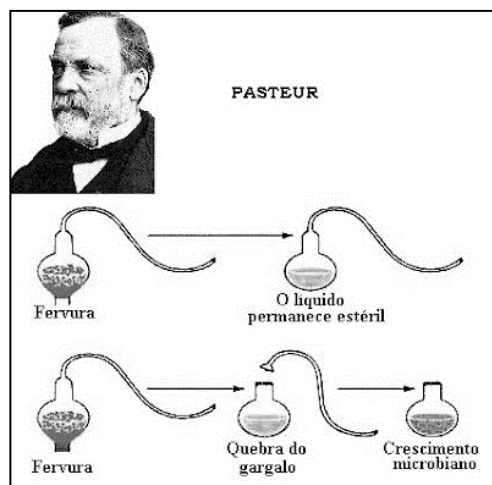 PASTEUR
Fervura
O líquido
permanece estéril
Fervura
Quebra do
gargalo
Crescimento
microbiano